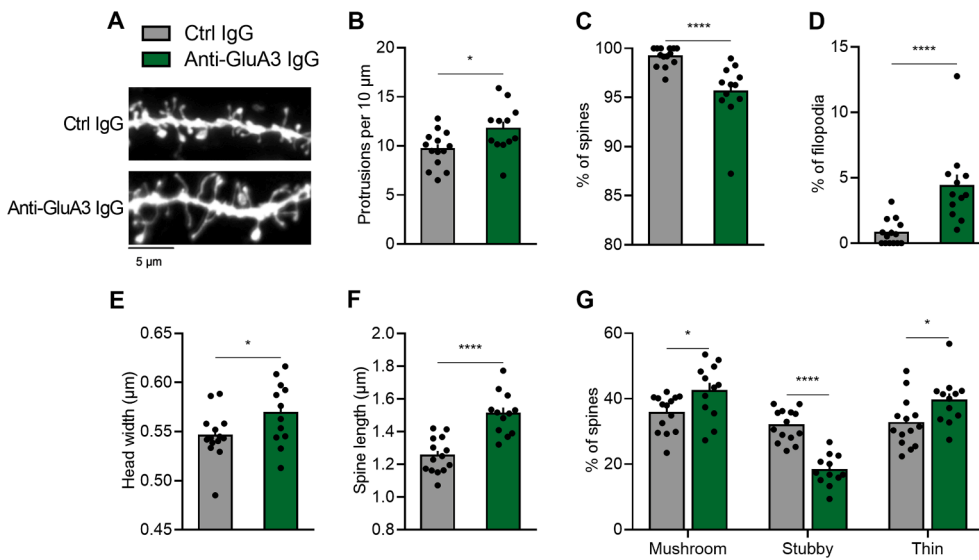 A
Ctrl IgG
Anti-GluA3 IgG
Ctrl IgG
Anti-GluA3 IgG
5 µm
B
Protrusions per 10 µm
20
15
10
5
0
*
C
% of spines
100
95
90
85
80
****
D
% of filopodia
15
10
5
0
****
E
Head width (µm)
0.65
0.60
0.55
0.50
0.45
*
F
Spine length (µm)
2.0
1.8
1.6
1.4
1.2
1.0
0.8
****
G
% of spines
60
40
20
0
*
****
*
Mushroom
Stubby
Thin